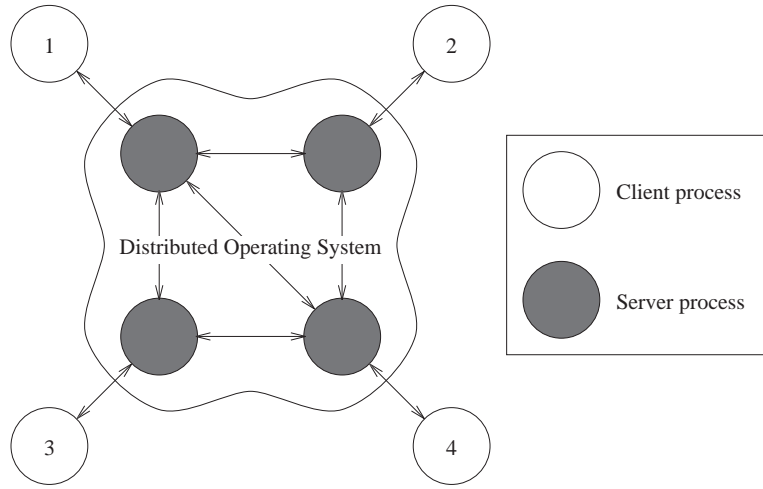 1
2
Client process
Distributed Operating System
Server process
3
4